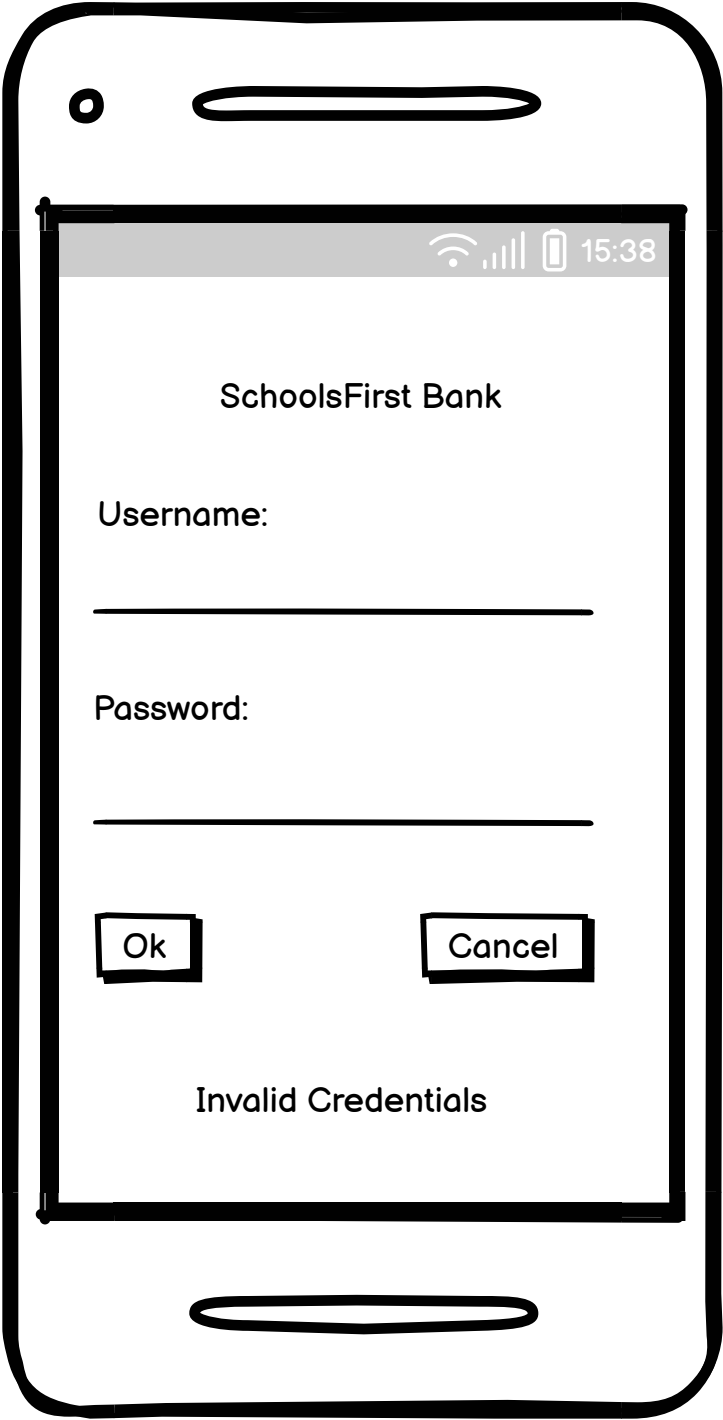 15:38
SchoolsFirst Bank
Username:
Password:
Ok Cancel
Invalid Credentials